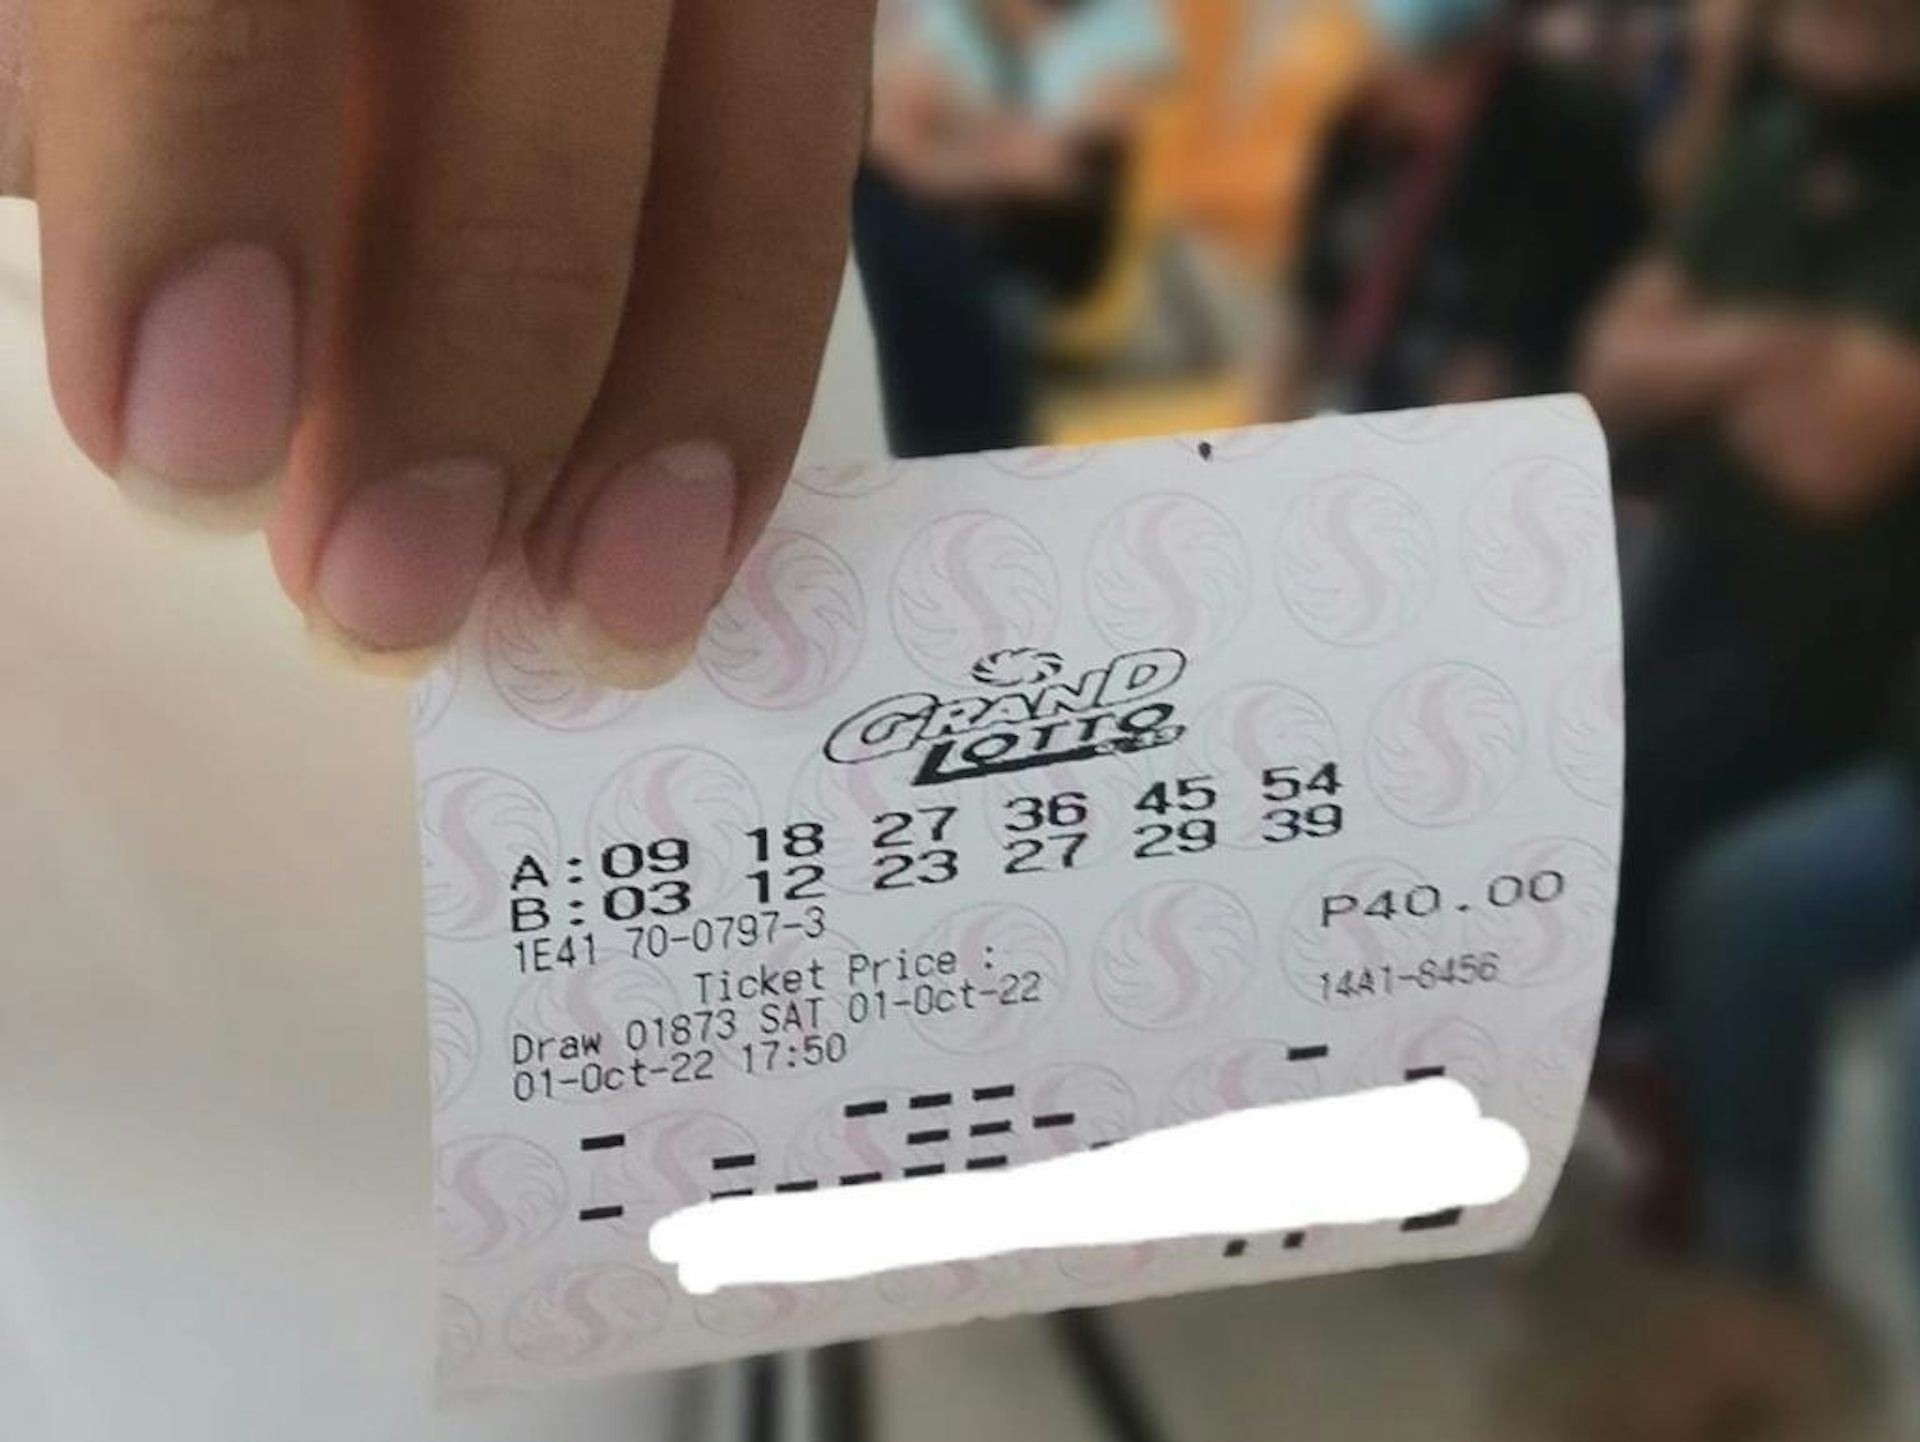 GRAND
LOTTO
A:09 18 27 36 45 54
B:03 12 23 27 29 39
1E41 70-0797-3
Ticket Price : P40.00
Draw 01873 SAT 01-Oct-22
01-Oct-22 17:50 14A1-8456